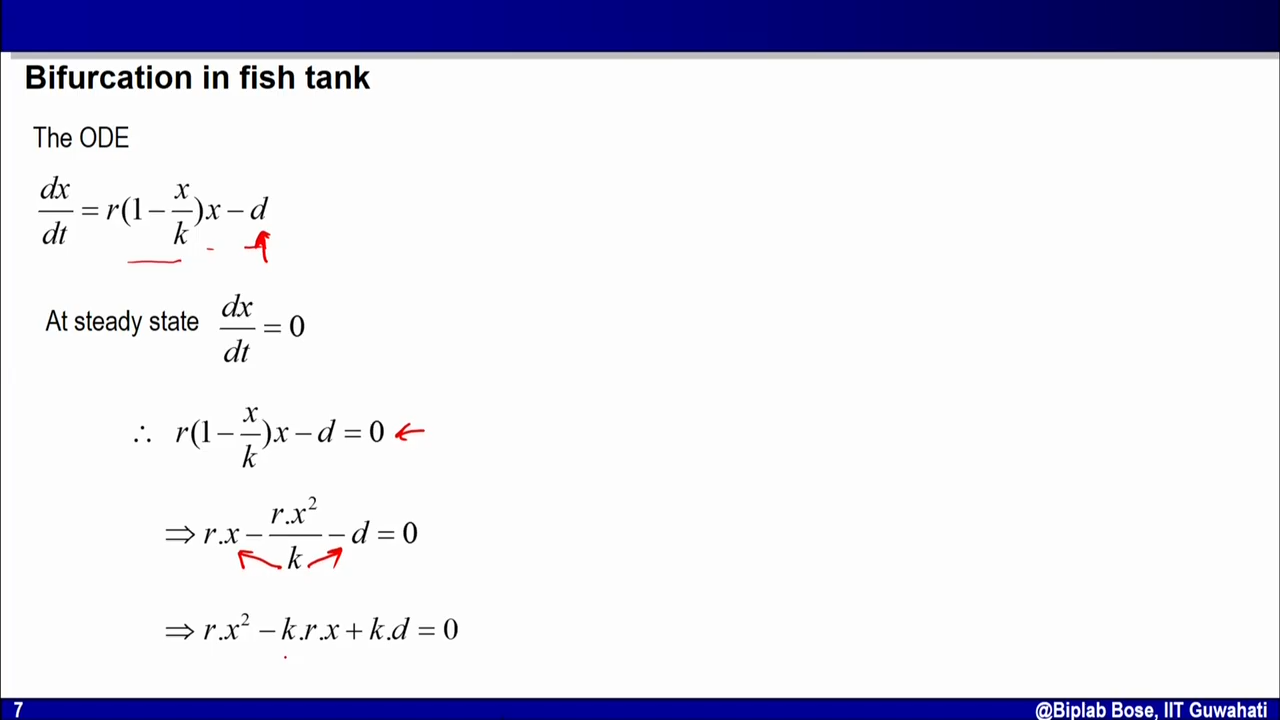 Bifurcation in fish tank
The ODE
dx/dt = r(1 − x/k)x − d
At steady state dx/dt = 0
∴ r(1 − x/k)x − d = 0
⇒ r.x − r.x²/k − d = 0
⇒ r.x² − k.r.x + k.d = 0
7
@Biplab Bose, IIT Guwahati